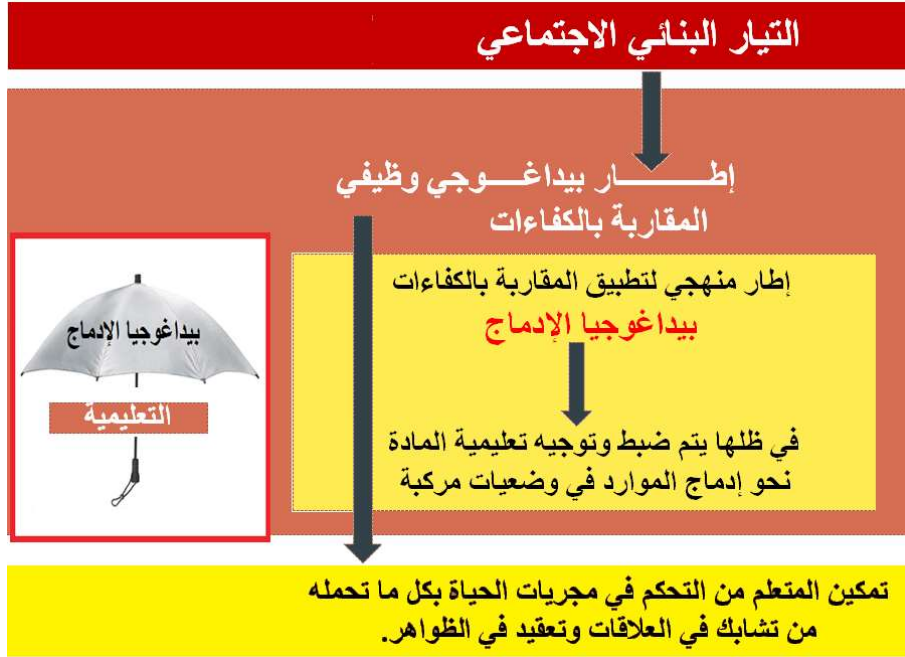 التيار البنائي الاجتماعي
إطــــــــار بيداغــــوجي وظيفي
المقاربة بالكفاءات
إطار منهجي لتطبيق المقاربة بالكفاءات
بيداغوجيا الإدماج
في ظلها يتم ضبط وتوجيه تعليمية المادة
نحو إدماج الموارد في وضعيات مركبة
بيداغوجيا الإدماج
التعليمية
تمكين المتعلم من التحكم في مجريات الحياة بكل ما تحمله
من تشابك في العلاقات وتعقيد في الظواهر.